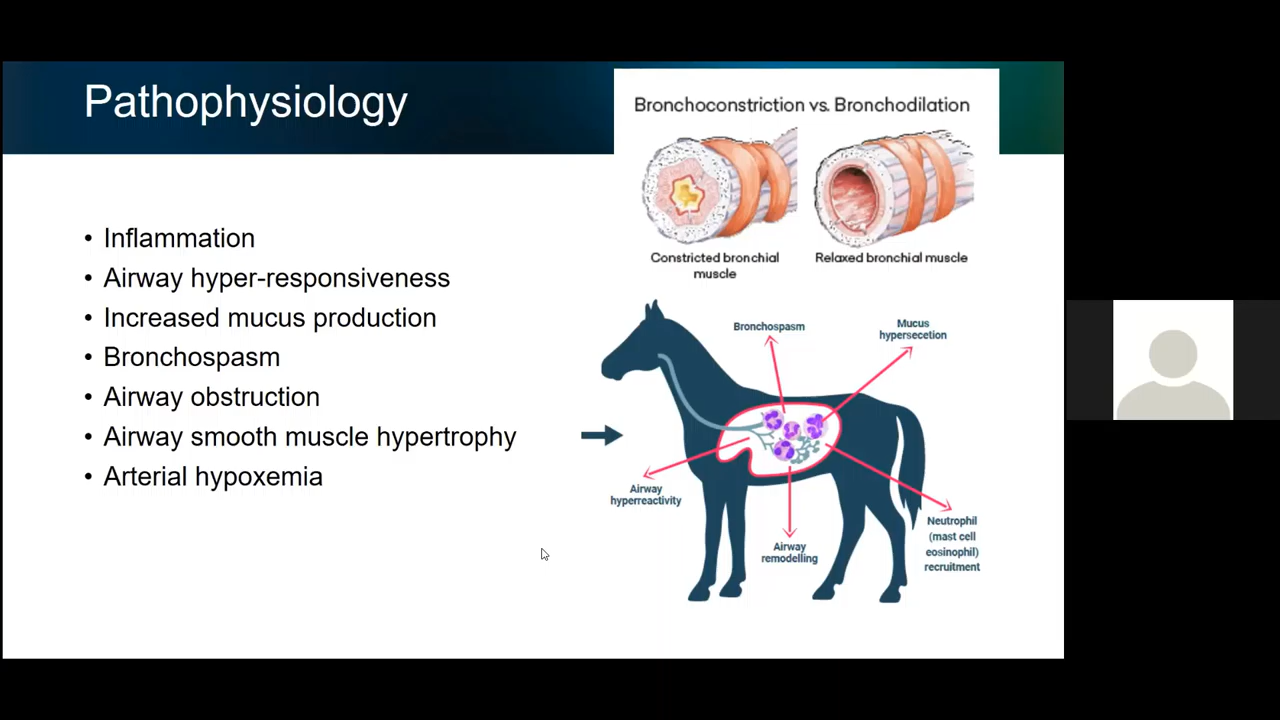 Pathophysiology
• Inflammation
• Airway hyper-responsiveness
• Increased mucus production
• Bronchospasm
• Airway obstruction
• Airway smooth muscle hypertrophy
• Arterial hypoxemia
Bronchoconstriction vs. Bronchodilation
Constricted bronchial
muscle
Relaxed bronchial muscle
Bronchospasm
Mucus
hypersecetion
Airway
hyperreactivity
Airway
remodelling
Neutrophil
(mast cell
eosinophil)
recruitment